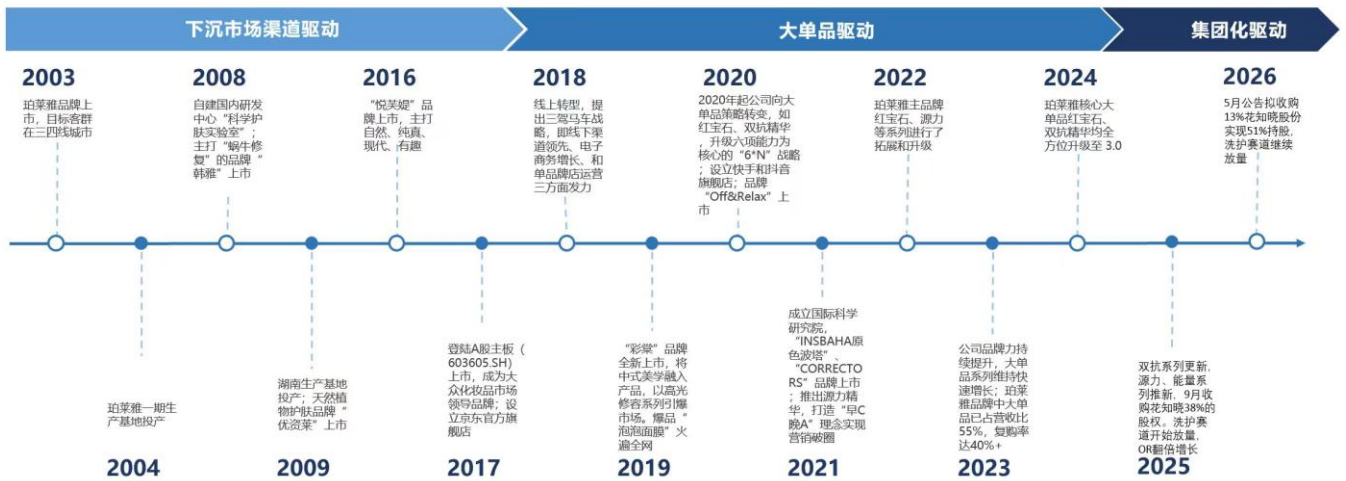 下沉市场渠道驱动
大单品驱动
集团化驱动
2003
珀莱雅品牌上
市，目标客群
在三四线城市
2008
自建国内研发
中心“科学护
肤实验室”；
主打“蜗牛修
复”的品牌“
韩雅”上市
2016
“悦芙媞”品
牌上市，主打
自然、纯真、
现代、有趣
2018
线上转型，提
出三驾马车战
略，即线下渠
道领先、电子
商务增长、和
单品牌店运营
三方面发力
2020
2020年起公司向大
单品策略转变，如
红宝石、双抗精华
，升级六项能力为
核心的“6*N”战略
；设立快手和抖音
旗舰店；品牌
“Off&Relax”上
市
2022
珀莱雅主品牌
红宝石、源力
等系列进行了
拓展和升级
2024
珀莱雅核心大
单品红宝石、
双抗精华均全
方位升级至 3.0
2026
5月公告拟收购
13%花知晓股份
实现51%持股，
洗护赛道继续
放量
珀莱雅一期生
产基地投产
2004
湖南生产基地
投产；天然植
物护肤品牌“
优资莱”上市
2009
登陆A股主板（
603605.SH）
上市，成为大
众化妆品市场
领导品牌；设
立京东官方旗
舰店
2017
“彩棠”品牌
全新上市，将
中式美学融入
产品，以高光
修容系列引爆
市场。爆品“
泡泡面膜”火
遍全网
2019
成立国际科学
研究院，
“INSBAHA原
色波塔”、
“CORRECTO
RS”品牌上市
；推出源力精
华，打造“早C
晚A”理念实现
营销破圈
2021
公司品牌力持
续提升，大单
品系列维持快
速增长；珀莱
雅品牌中大单
品已占营收比
55%，复购率
达40%+
2023
双抗系列更新，
源力、能量系
列推新、9月收
购花知晓38%的
股权。洗护赛
道开始放量，
OR翻倍增长
2025